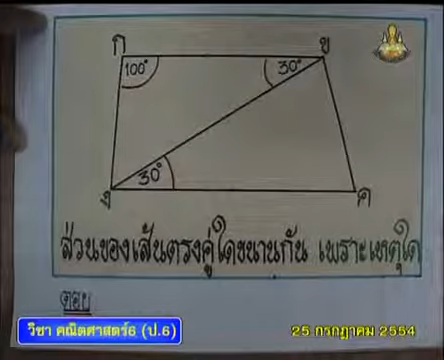 ก ข
100° 30°
30°
ง ค
ส่วนของเส้นตรงคู่ใดขนานกัน เพราะเหตุใด
ตอบ
วิชา คณิตศาสตร์6 (ป.6) 25 กรกฎาคม 2554